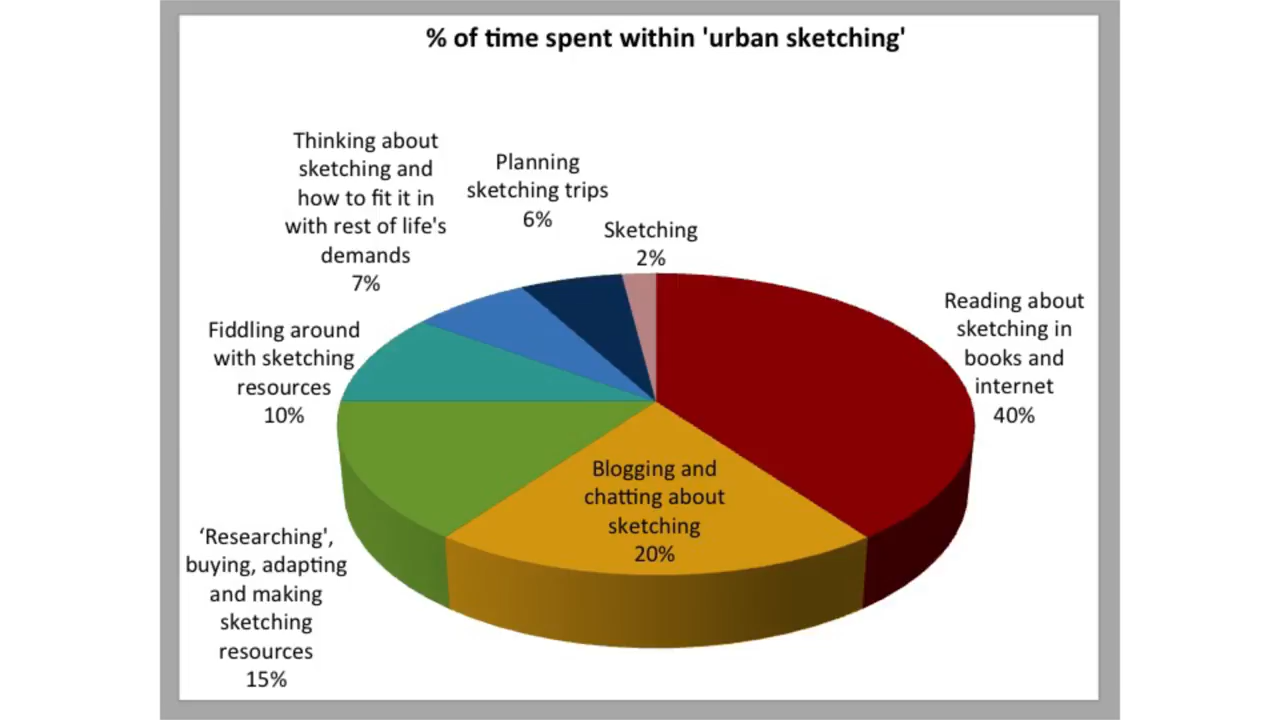 % of time spent within 'urban sketching'
Thinking about
sketching and
how to fit it in
with rest of life's
demands
7%
Planning
sketching trips
6%
Sketching
2%
Reading about
sketching in
books and
internet
40%
Fiddling around
with sketching
resources
10%
Blogging and
chatting about
sketching
20%
‘Researching',
buying, adapting
and making
sketching
resources
15%